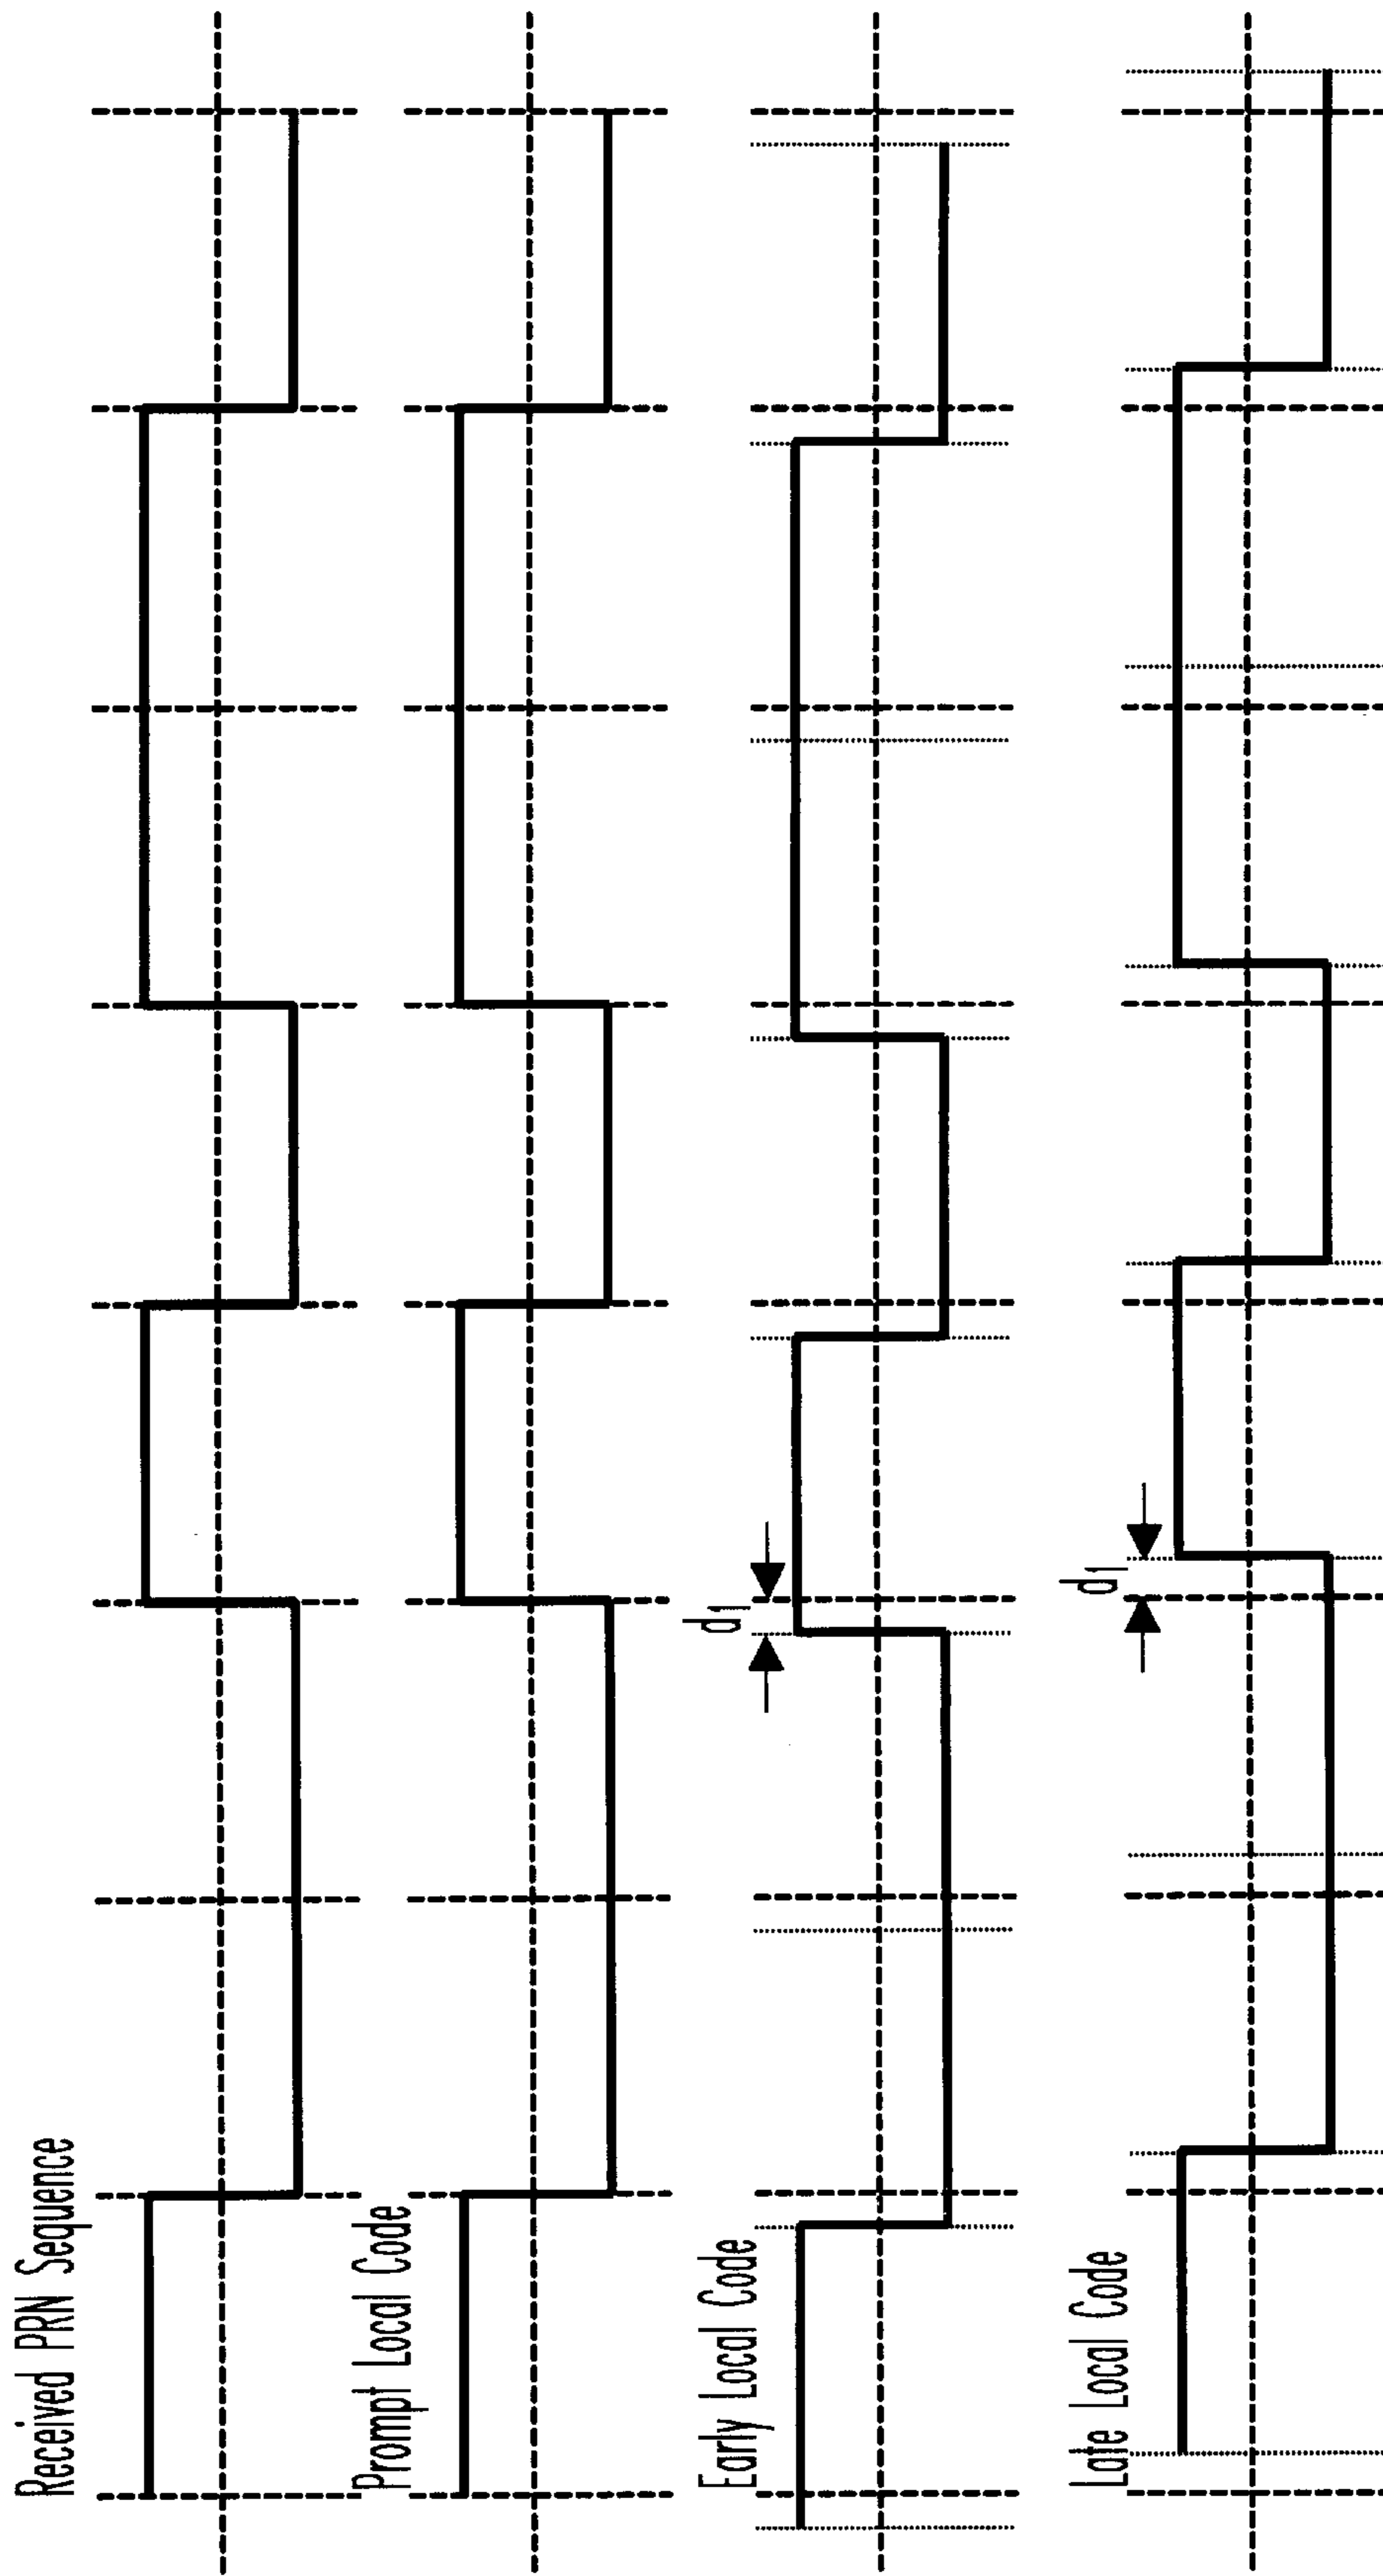 Received PRN Sequence
Prompt Local Code
Early Local Code
d1
Late Local Code
d1